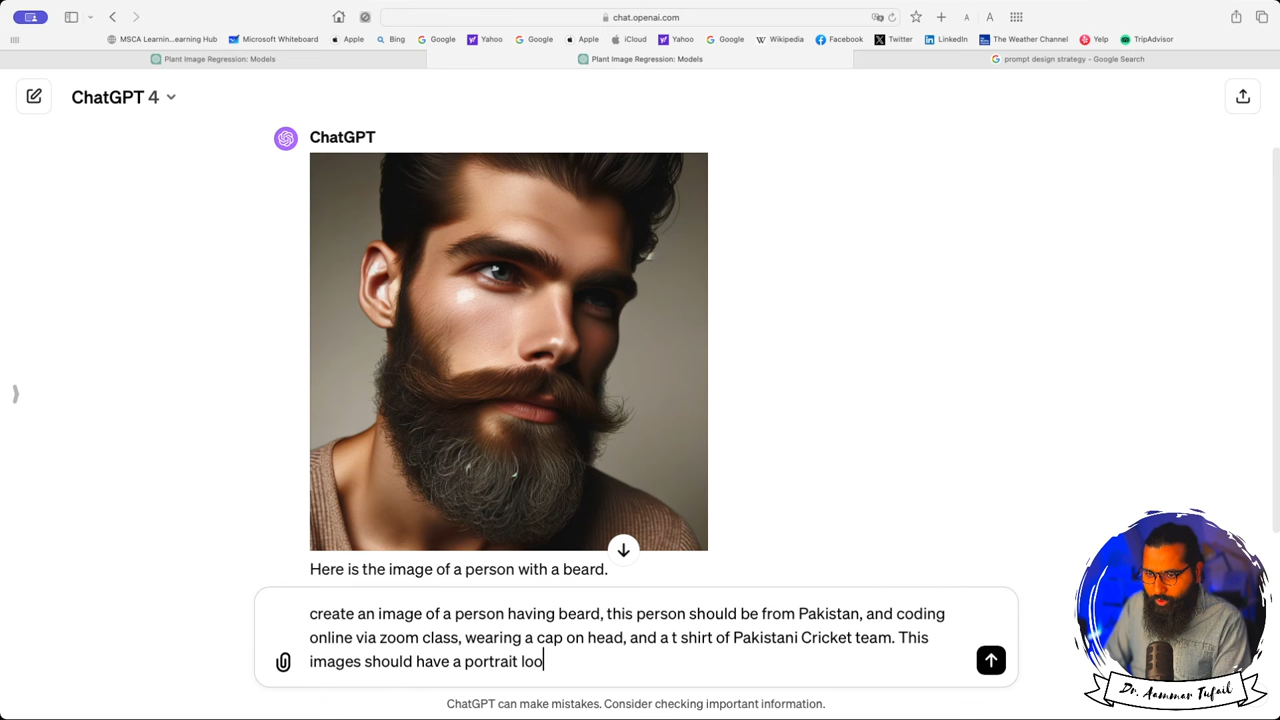 chat.openai.com
A A
MSCA Learnin...earning Hub Microsoft Whiteboard Apple Bing Google Yahoo Google Apple iCloud Yahoo Google Wikipedia Facebook Twitter LinkedIn The Weather Channel Yelp TripAdvisor
Plant Image Regression: Models Plant Image Regression: Models prompt design strategy - Google Search
ChatGPT 4
ChatGPT
Here is the image of a person with a beard.
create an image of a person having beard, this person should be from Pakistan, and coding
online via zoom class, wearing a cap on head, and a t shirt of Pakistani Cricket team. This
images should have a portrait loo
ChatGPT can make mistakes. Consider checking important information.
Dr. Aammar Tufail